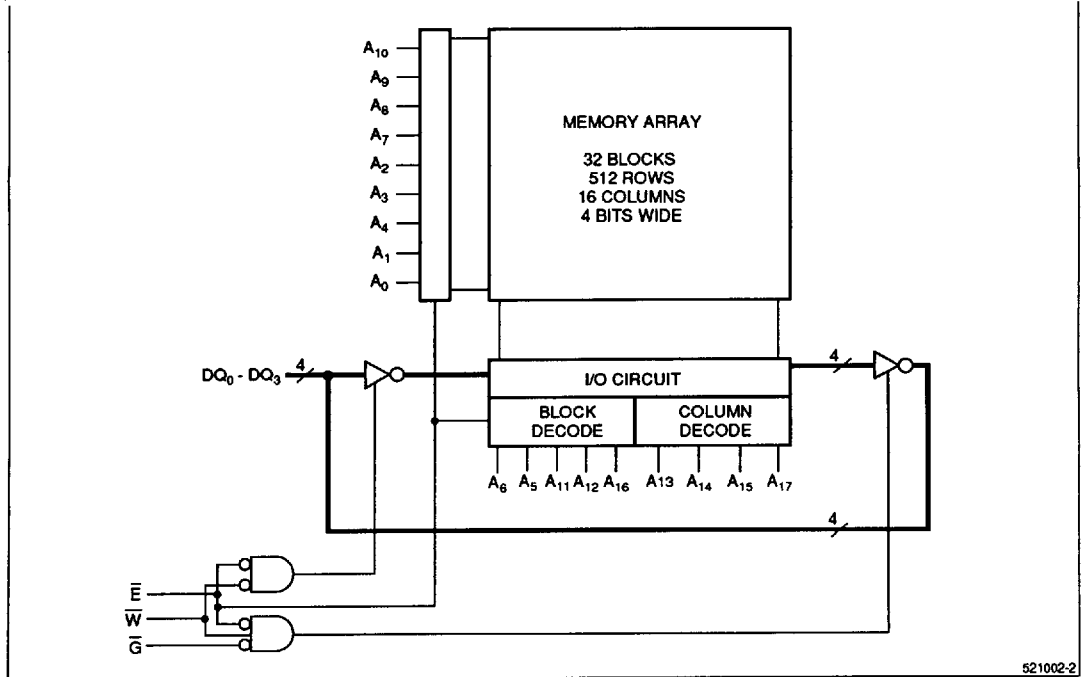 A10
A9
A8
A7
A2
A3
A4
A1
A0
MEMORY ARRAY
32 BLOCKS
512 ROWS
16 COLUMNS
4 BITS WIDE
DQ0 - DQ3
4
I/O CIRCUIT
4
BLOCK
DECODE
COLUMN
DECODE
A6 A5 A11 A12 A16 A13 A14 A15 A17
4
E̅
W̅
G̅
521002-2